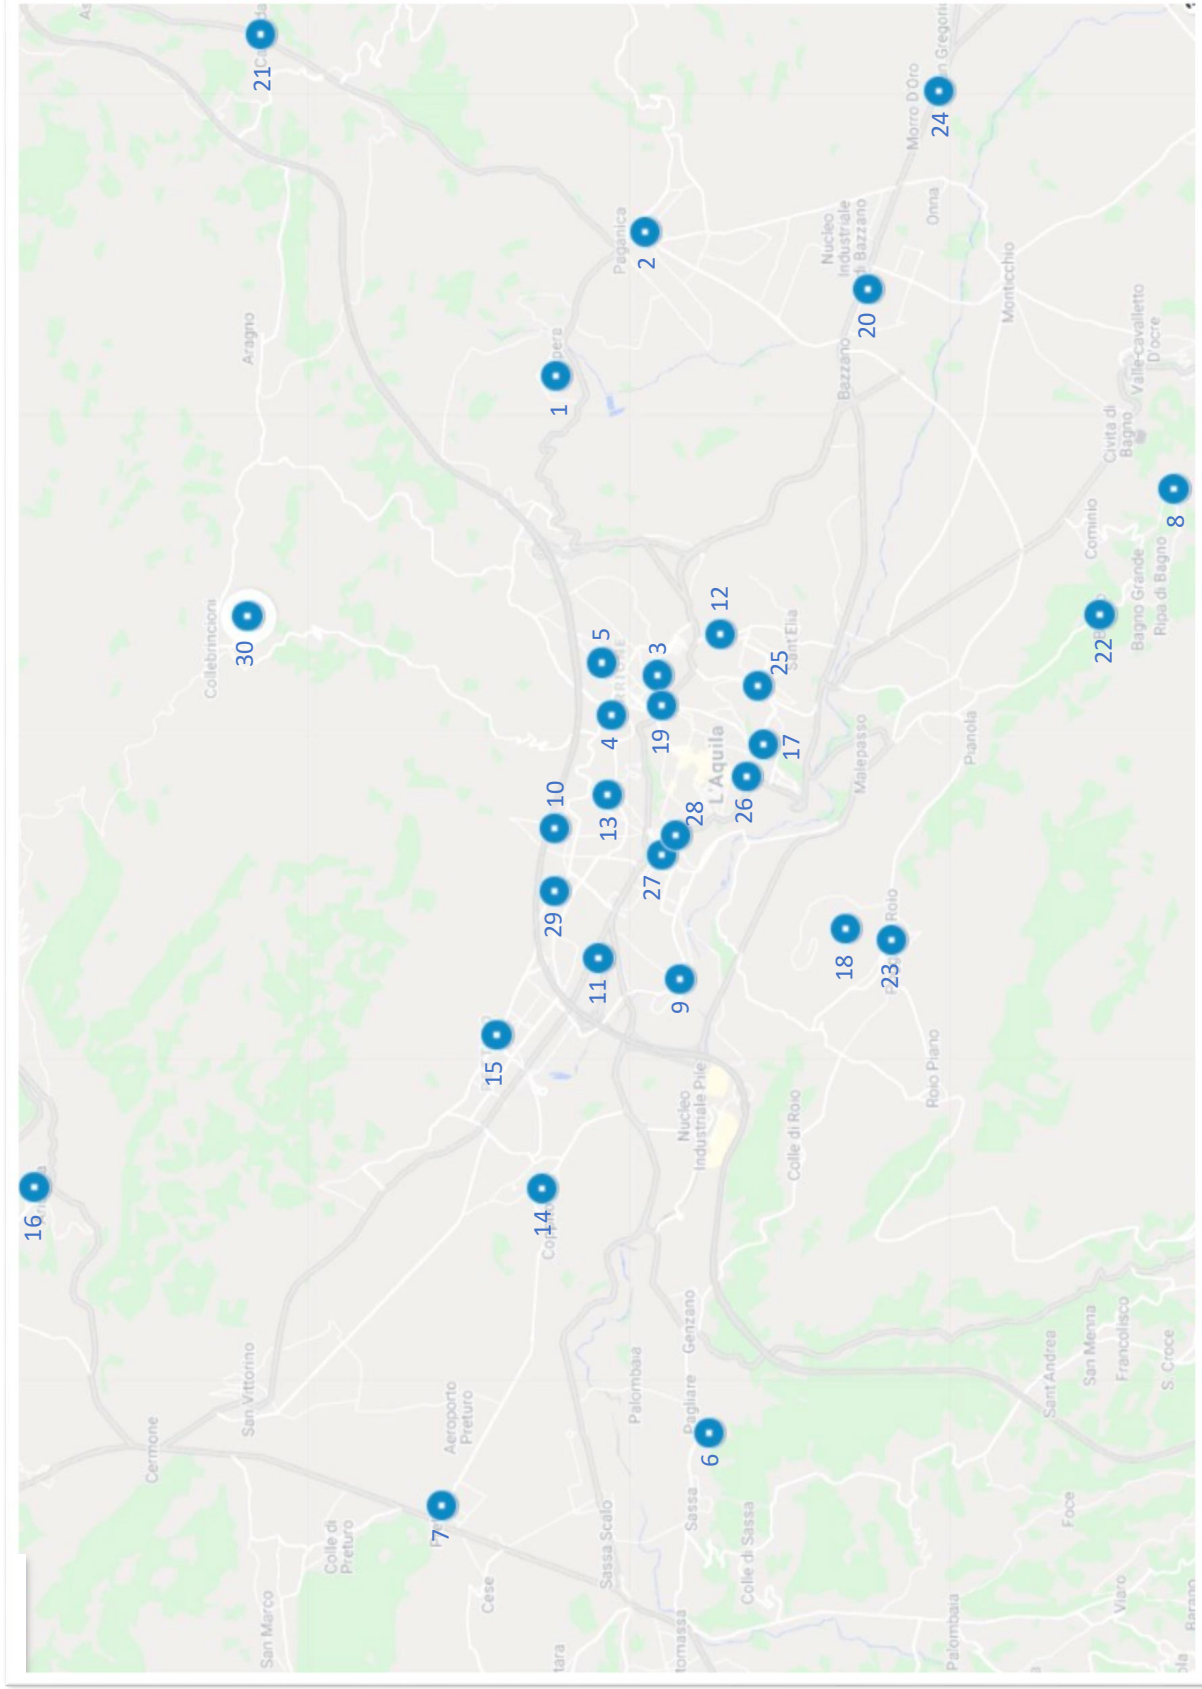 16
Cermone
Collebrincioni
30
San Vittorino
Aragno
21
San Marco
Colle di
Preturo
7
Aeroporto
Preturo
Cese
15
14
29
10
1
Sassa Scalo
11
13
4
5
Paganica
2
Palombaia
27
19
3
9
Sassa
Pagliare
Genzano
Nucleo
Industriale Pile
28
6
L'Aquila
12
26
Colle di Sassa
25
17
Sant'Elia
Colle di Roio
Nucleo
Industriale
di Bazzano
18
Bazzano
Malepasso
20
23
Roio
Morro D'Oro
Roio Piano
Onna
24
Palombaia
Pianola
Monticchio
Sant'Andrea
Foce
San Menna
Cominio
22
Civita di
Bagno
Viaro
Francolisco
Bagno Grande
Ripa di Bagno
Valle-cavalletto
D'ocre
S. Croce
8